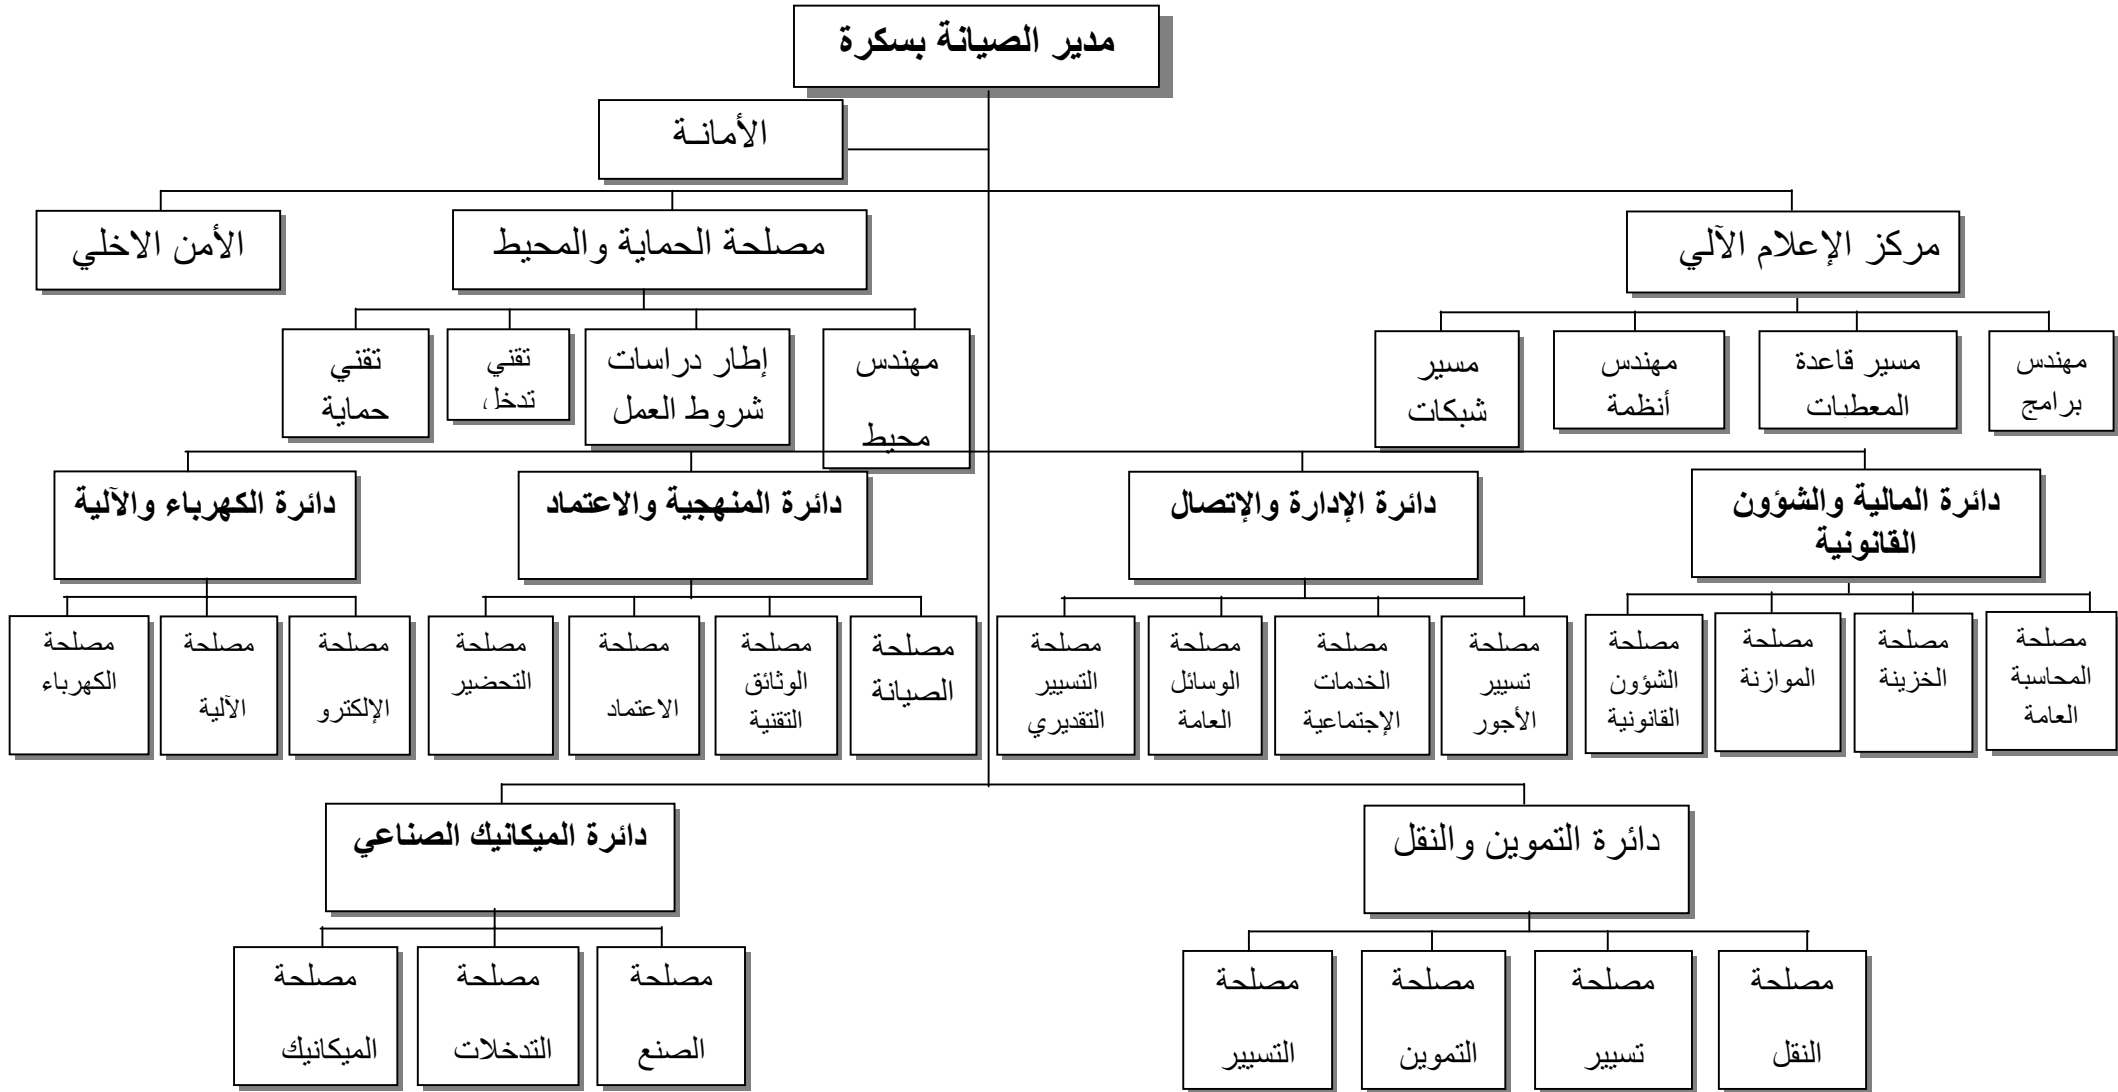 مدير الصيانة بسكرة
الأمانــة
مركز الإعلام الآلي
مصلحة الحماية والمحيط
الأمن الاخلي
مهندس
برامج
مسير قاعدة
المعطيات
مهندس
أنظمة
مسير
شبكات
مهندس
محيط
إطار دراسات
شروط العمل
تقني
تدخل
تقني
حماية
دائرة المالية والشؤون
القانونية
دائرة الإدارة والإتصال
دائرة المنهجية والاعتماد
دائرة الكهرباء والآلية
مصلحة
المحاسبة
العامة
مصلحة
الخزينة
مصلحة
الموازنة
مصلحة
الشؤون
القانونية
مصلحة
تسيير
الأجور
مصلحة
الخدمات
الإجتماعية
مصلحة
الوسائل
العامة
مصلحة
التسيير
التقديري
مصلحة
الصيانة
مصلحة
الوثائق
التقنية
مصلحة
الاعتماد
مصلحة
التحضير
مصلحة
الإلكترو
مصلحة
الآلية
مصلحة
الكهرباء
دائرة التموين والنقل
دائرة الميكانيك الصناعي
مصلحة
النقل
مصلحة
تسيير
مصلحة
التموين
مصلحة
التسيير
مصلحة
الصنع
مصلحة
التدخلات
مصلحة
الميكانيك